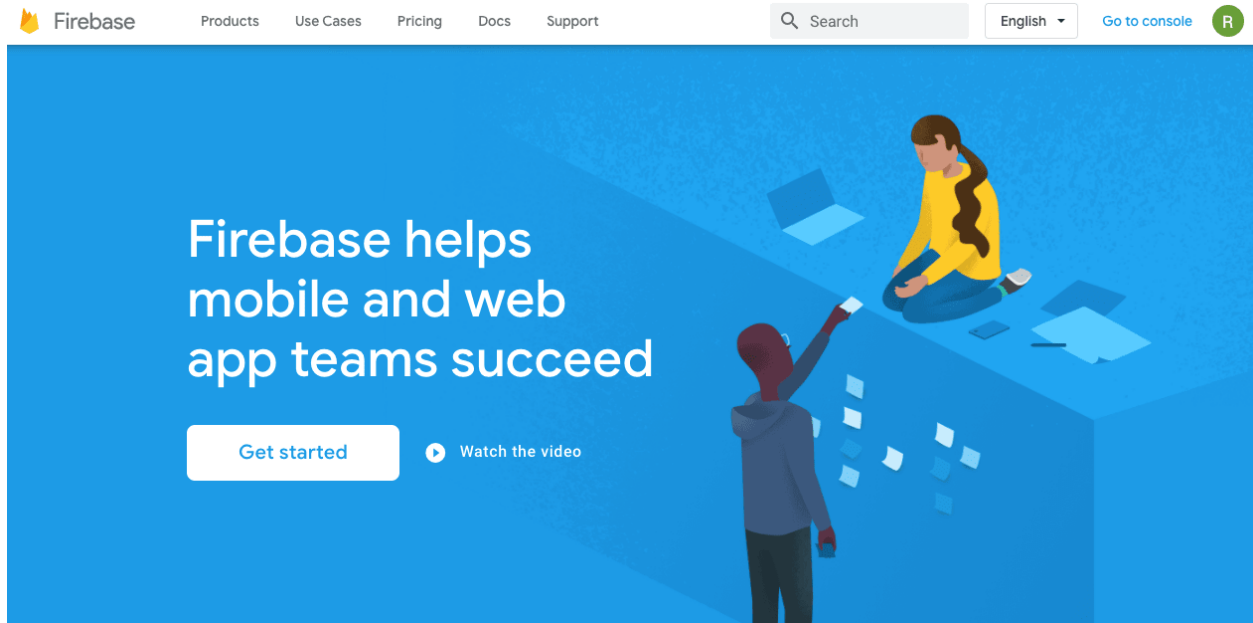 Firebase
Products
Use Cases
Pricing
Docs
Support
Search
English
Go to console
R
Firebase helps
mobile and web
app teams succeed
Get started
Watch the video